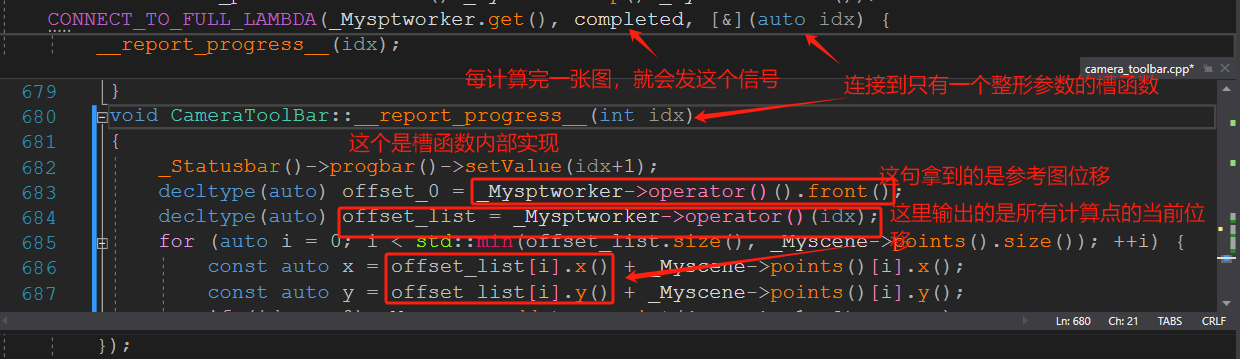 CONNECT_TO_FULL_LAMBDA(_Mysptworker.get(), completed, [&](auto idx) {
__report_progress__(idx);
每计算完一张图，就会发这个信号
camera_toolbar.cpp*
连接到只有一个整形参数的槽函数
679 }
680 void CameraToolBar::__report_progress__(int idx)
681 {
这个是槽函数内部实现
682 _Statusbar()->progbar()->setValue(idx+1);
这句拿到的是参考图位移
683 decltype(auto) offset_0 = _Mysptworker->operator()().front();
684 decltype(auto) offset_list = _Mysptworker->operator()(idx);
这里输出的是所有计算点的当前位
移
685 for (auto i = 0; i < std::min(offset_list.size(), _Myscene->points().size()); ++i) {
686 const auto x = offset_list[i].x() + _Myscene->points()[i].x();
687 const auto y = offset_list[i].y() + _Myscene->points()[i].y();
Ln: 680 Ch: 21 TABS CRLF
});